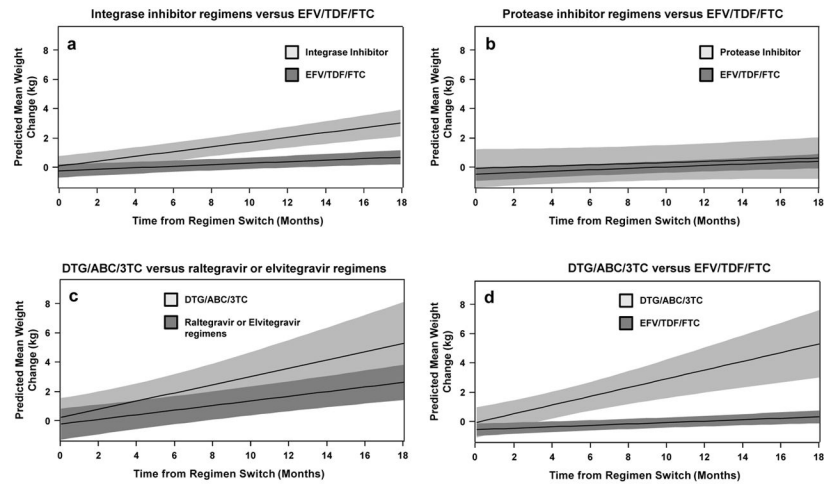 Integrase inhibitor regimens versus EFV/TDF/FTC
a
Integrase Inhibitor
EFV/TDF/FTC
Predicted Mean Weight
Change (kg)
8
6
4
2
0
0 2 4 6 8 10 12 14 16 18
Time from Regimen Switch (Months)
Protease inhibitor regimens versus EFV/TDF/FTC
b
Protease Inhibitor
EFV/TDF/FTC
Predicted Mean Weight
Change (kg)
8
6
4
2
0
0 2 4 6 8 10 12 14 16 18
Time from Regimen Switch (Months)
DTG/ABC/3TC versus raltegravir or elvitegravir regimens
c
DTG/ABC/3TC
Raltegravir or Elvitegravir
regimens
Predicted Mean Weight
Change (kg)
8
6
4
2
0
0 2 4 6 8 10 12 14 16 18
Time from Regimen Switch (Months)
DTG/ABC/3TC versus EFV/TDF/FTC
d
DTG/ABC/3TC
EFV/TDF/FTC
Predicted Mean Weight
Change (kg)
8
6
4
2
0
0 2 4 6 8 10 12 14 16 18
Time from Regimen Switch (Months)